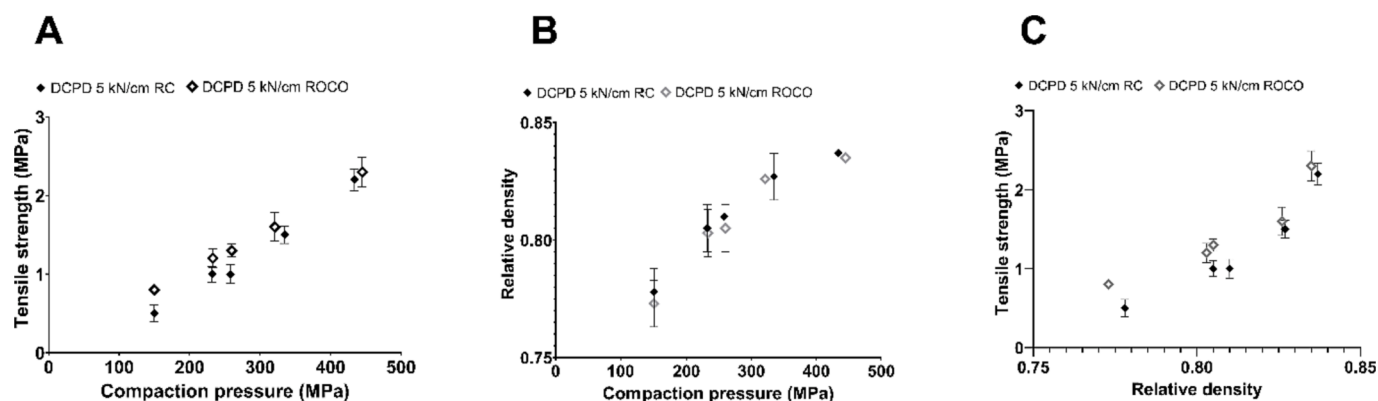 A
DCPD 5 kN/cm RC DCPD 5 kN/cm ROCO
Tensile strength (MPa)
3
2
1
0
0 100 200 300 400 500
Compaction pressure (MPa)
B
DCPD 5 kN/cm RC DCPD 5 kN/cm ROCO
Relative density
0.85
0.80
0.75
0 100 200 300 400 500
Compaction pressure (MPa)
C
DCPD 5 kN/cm RC DCPD 5 kN/cm ROCO
Tensile strength (MPa)
3
2
1
0
0.75 0.80 0.85
Relative density